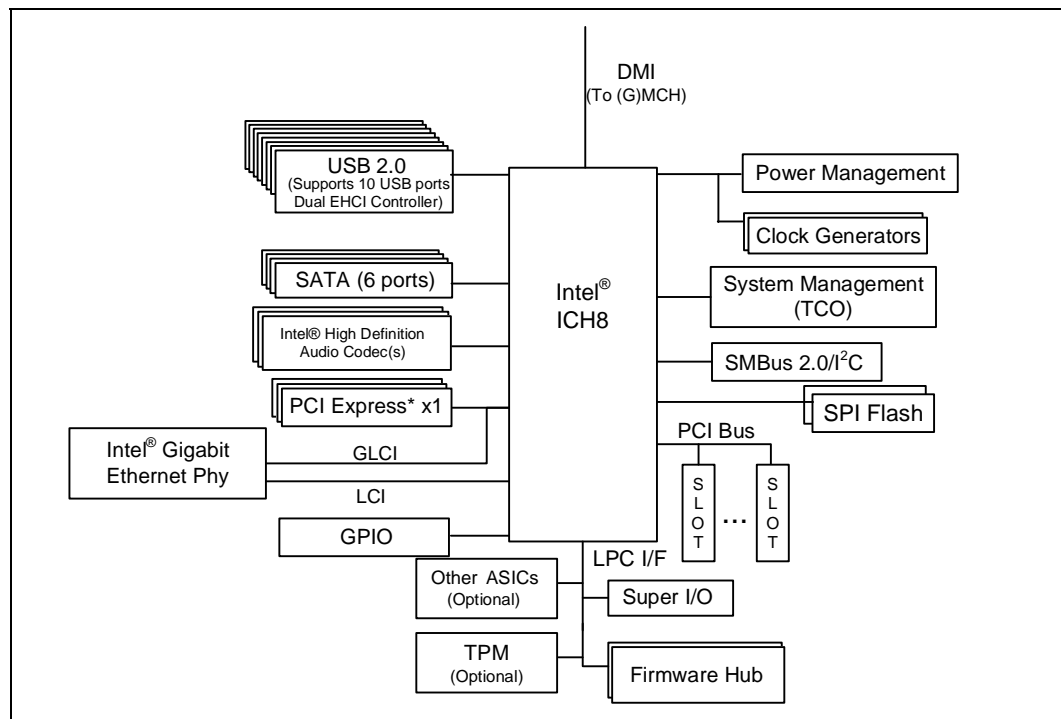 DMI
(To (G)MCH)
USB 2.0
(Supports 10 USB ports
Dual EHCI Controller)
Power Management
Clock Generators
SATA (6 ports)
System Management
(TCO)
Intel®
ICH8
Intel® High Definition
Audio Codec(s)
SMBus 2.0/I²C
PCI Express* x1
SPI Flash
Intel® Gigabit
Ethernet Phy
GLCI
PCI Bus
LCI
SLOT
...
SLOT
GPIO
LPC I/F
Other ASICs
(Optional)
Super I/O
TPM
(Optional)
Firmware Hub